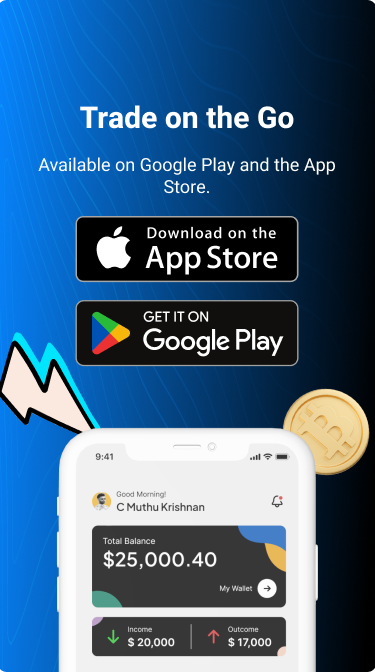 Trade on the Go
Available on Google Play and the App
Store.
Download on the
App Store
GET IT ON
Google Play
9:41
Good Morning!
C Muthu Krishnan
Total Balance
$25,000.40
My Wallet
Income
$ 20,000
Outcome
$ 17,000